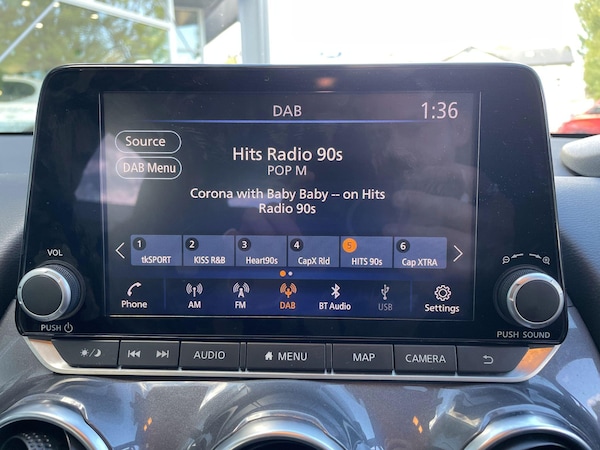 DAB
1:36
Source
DAB Menu
Hits Radio 90s
POP M
Corona with Baby Baby -- on Hits
Radio 90s
1 2 3 4 5 6
tkSPORT KISS R&B Heart90s CapX Rld HITS 90s Cap XTRA
Phone AM FM DAB BT Audio USB Settings
VOL
PUSH
PUSH SOUND
AUDIO MENU MAP CAMERA